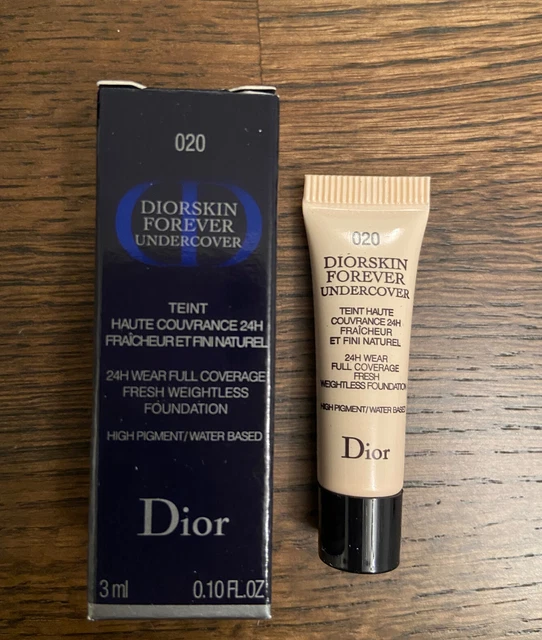 020
DIORSKIN
FOREVER
UNDERCOVER
TEINT
HAUTE COUVRANCE 24H
FRAÎCHEUR ET FINI NATUREL
24H WEAR FULL COVERAGE
FRESH WEIGHTLESS
FOUNDATION
HIGH PIGMENT/WATER BASED
Dior
3 ml 0.10 FL.OZ
020
DIORSKIN
FOREVER
UNDERCOVER
TEINT HAUTE
COUVRANCE 24H
FRAÎCHEUR
ET FINI NATUREL
24H WEAR
FULL COVERAGE
FRESH
WEIGHTLESS FOUNDATION
HIGH PIGMENT/WATER BASED
Dior